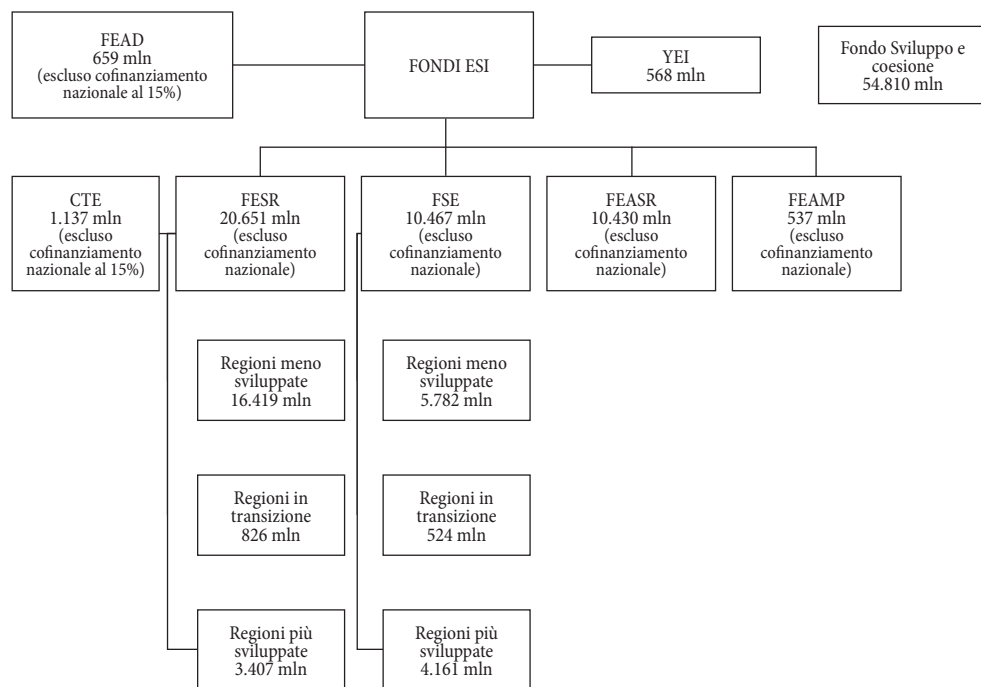 FEAD
659 mln
(escluso cofinanziamento
nazionale al 15%)
FONDI ESI
YEI
568 mln
Fondo Sviluppo e
coesione
54.810 mln
CTE
1.137 mln
(escluso
cofinanziamento
nazionale al 15%)
FESR
20.651 mln
(escluso
cofinanziamento
nazionale)
FSE
10.467 mln
(escluso
cofinanziamento
nazionale)
FEASR
10.430 mln
(escluso
cofinanziamento
nazionale)
FEAMP
537 mln
(escluso
cofinanziamento
nazionale)
Regioni meno
sviluppate
16.419 mln
Regioni meno
sviluppate
5.782 mln
Regioni in
transizione
826 mln
Regioni in
transizione
524 mln
Regioni più
sviluppate
3.407 mln
Regioni più
sviluppate
4.161 mln